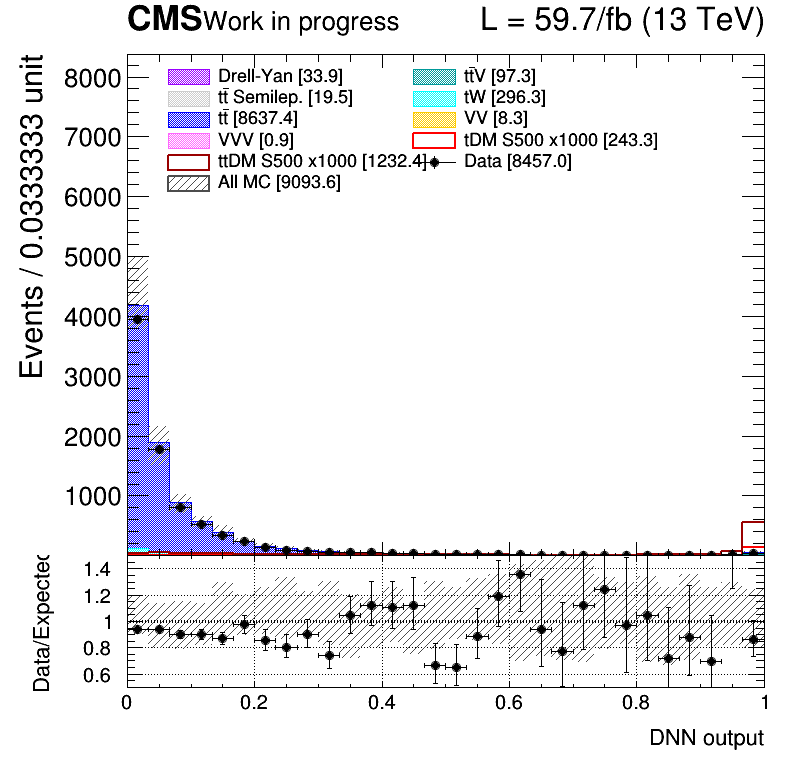 CMS Work in progress L = 59.7/fb (13 TeV)
Events / 0.0333333 unit
8000
7000
6000
5000
4000
3000
2000
1000
Drell-Yan [33.9]
tt̄V [97.3]
tt̄ Semilep. [19.5]
tW [296.3]
tt̄ [8637.4]
VV [8.3]
VVV [0.9]
tDM S500 x1000 [243.3]
ttDM S500 x1000 [1232.4]
Data [8457.0]
All MC [9093.6]
Data/Expected
1.4
1.2
1
0.8
0.6
0 0.2 0.4 0.6 0.8 1
DNN output